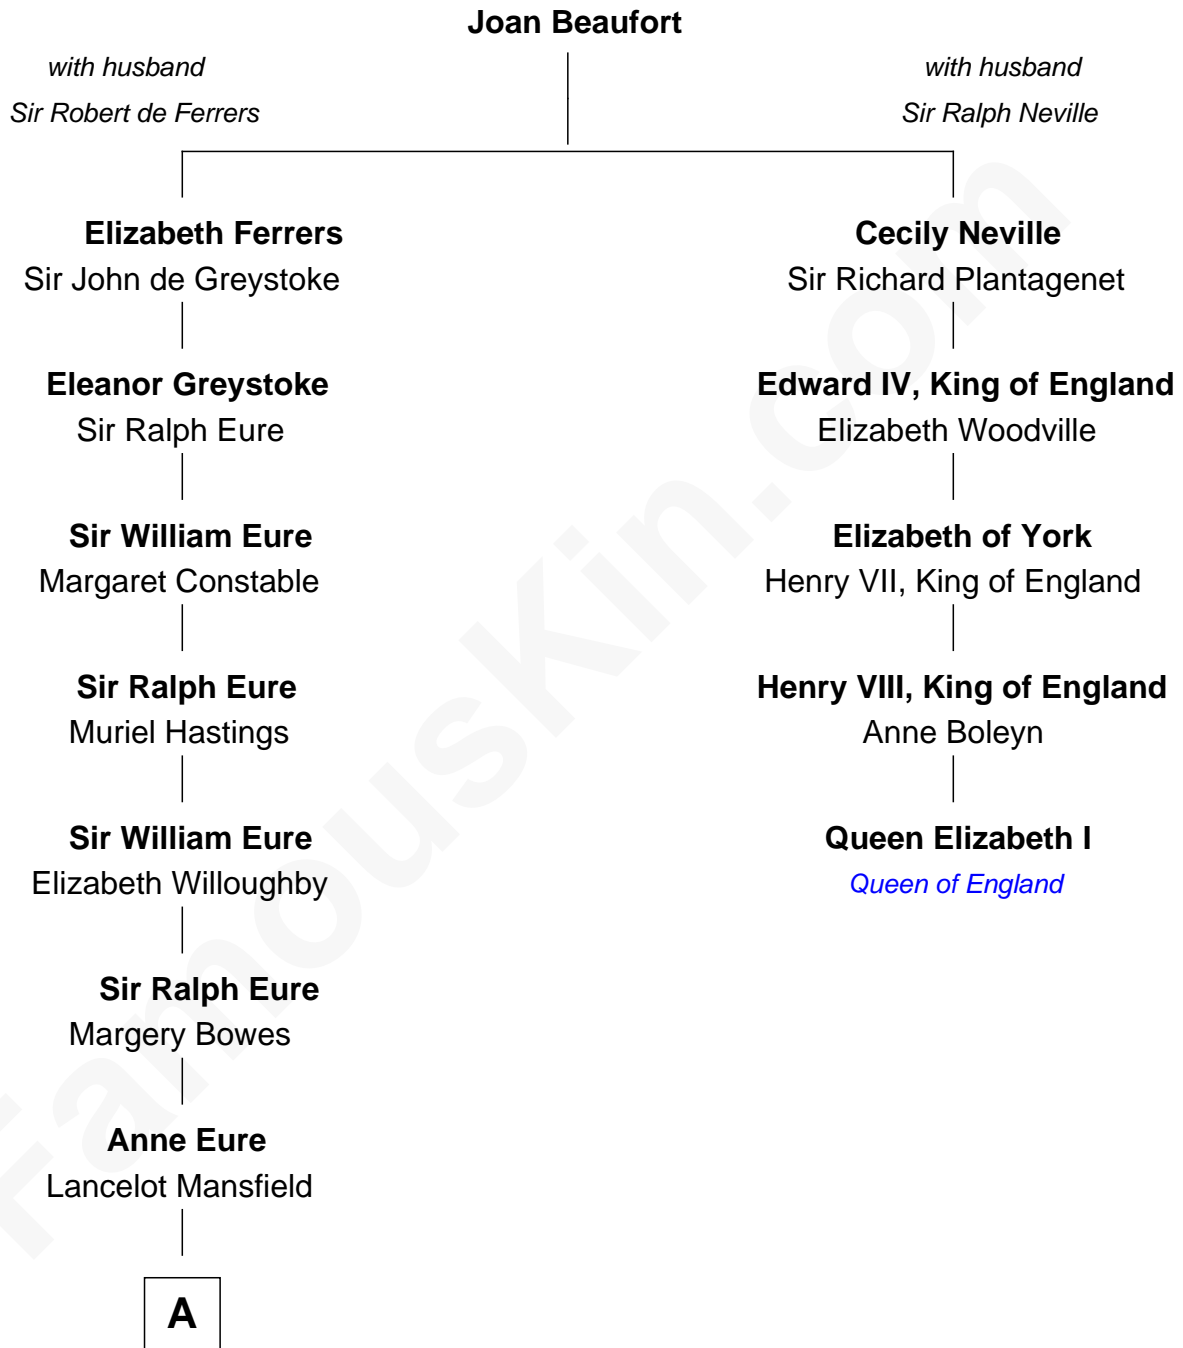 Joan Beaufort
with husband
Sir Robert de Ferrers
with husband
Sir Ralph Neville
Elizabeth Ferrers
Sir John de Greystoke
Eleanor Greystoke
Sir Ralph Eure
Sir William Eure
Margaret Constable
Sir Ralph Eure
Muriel Hastings
Sir William Eure
Elizabeth Willoughby
Sir Ralph Eure
Margery Bowes
Anne Eure
Lancelot Mansfield
A
Cecily Neville
Sir Richard Plantagenet
Edward IV, King of England
Elizabeth Woodville
Elizabeth of York
Henry VII, King of England
Henry VIII, King of England
Anne Boleyn
Queen Elizabeth I
Queen of England
FamousKin.com